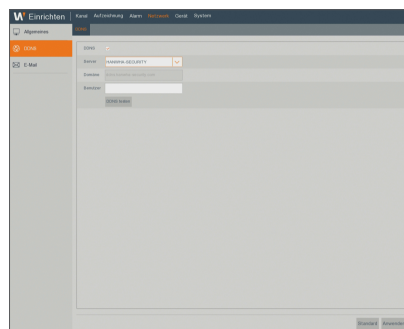 W Einrichten
Kanal Aufzeichnung Alarm Netzwerk Gerät System
Allgemeines
DDNS
E-Mail
DDNS
DDNS
Server HANWHA-SECURITY
Domäne
Benutzer
DDNS testen
Standard Anwenden